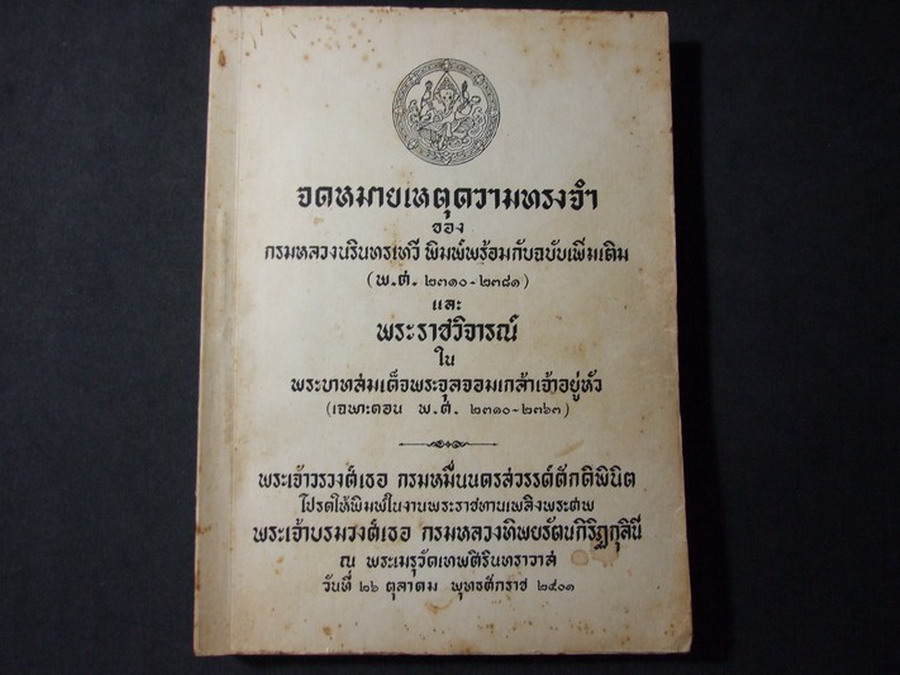 จดหมายเหตุความทรงจำ
ของ
กรมหลวงนรินทรเทวี พิมพ์พร้อมกับฉบับเพิ่มเติม
(พ.ศ. ๒๓๑๐-๒๓๘๑)
และ
พระราชวิจารณ์
ใน
พระบาทสมเด็จพระจุลจอมเกล้าเจ้าอยู่หัว
(เฉพาะตอน พ.ศ. ๒๓๑๐-๒๓๖๓)
พระเจ้าวรวงศ์เธอ กรมหมื่นนครสวรรค์ศักดิพินิต
โปรดให้พิมพ์ในงานพระราชทานเพลิงพระศพ
พระเจ้าบรมวงศ์เธอ กรมหลวงทิพยรัตนกิริฏกุลินี
ณ พระเมรุวัดเทพศิรินทราวาส
วันที่ ๒๖ ตุลาคม พุทธศักราช ๒๕๐๑